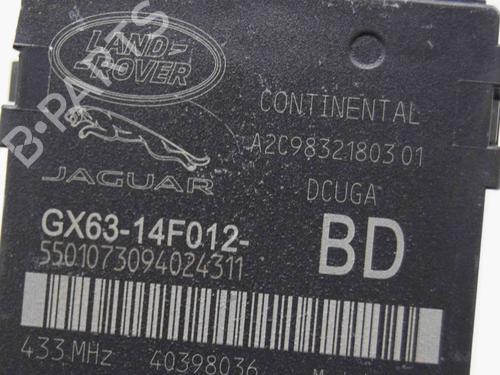 LAND-
ROVER
CONTINENTAL
A2C98321803 01
JAGUAR
DCUGA
GX63-14F012-
BD
5501073094024311
433 MHz 40398036
B-PARTS